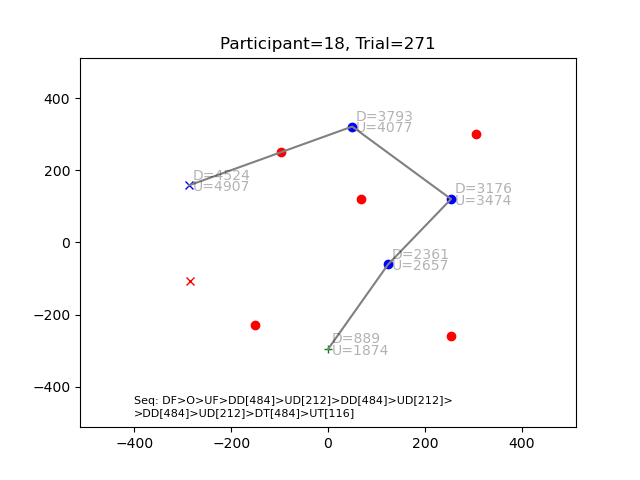 Participant=18, Trial=271
400
200
0
−200
−400
D=3793
U=4077
D=4524
U=4907
D=3176
U=3474
D=2361
U=2657
D=889
U=1874
Seq: DF>O>UF>DD[484]>UD[212]>DD[484]>UD[212]>
>DD[484]>UD[212]>DT[484]>UT[116]
−400 −200 0 200 400